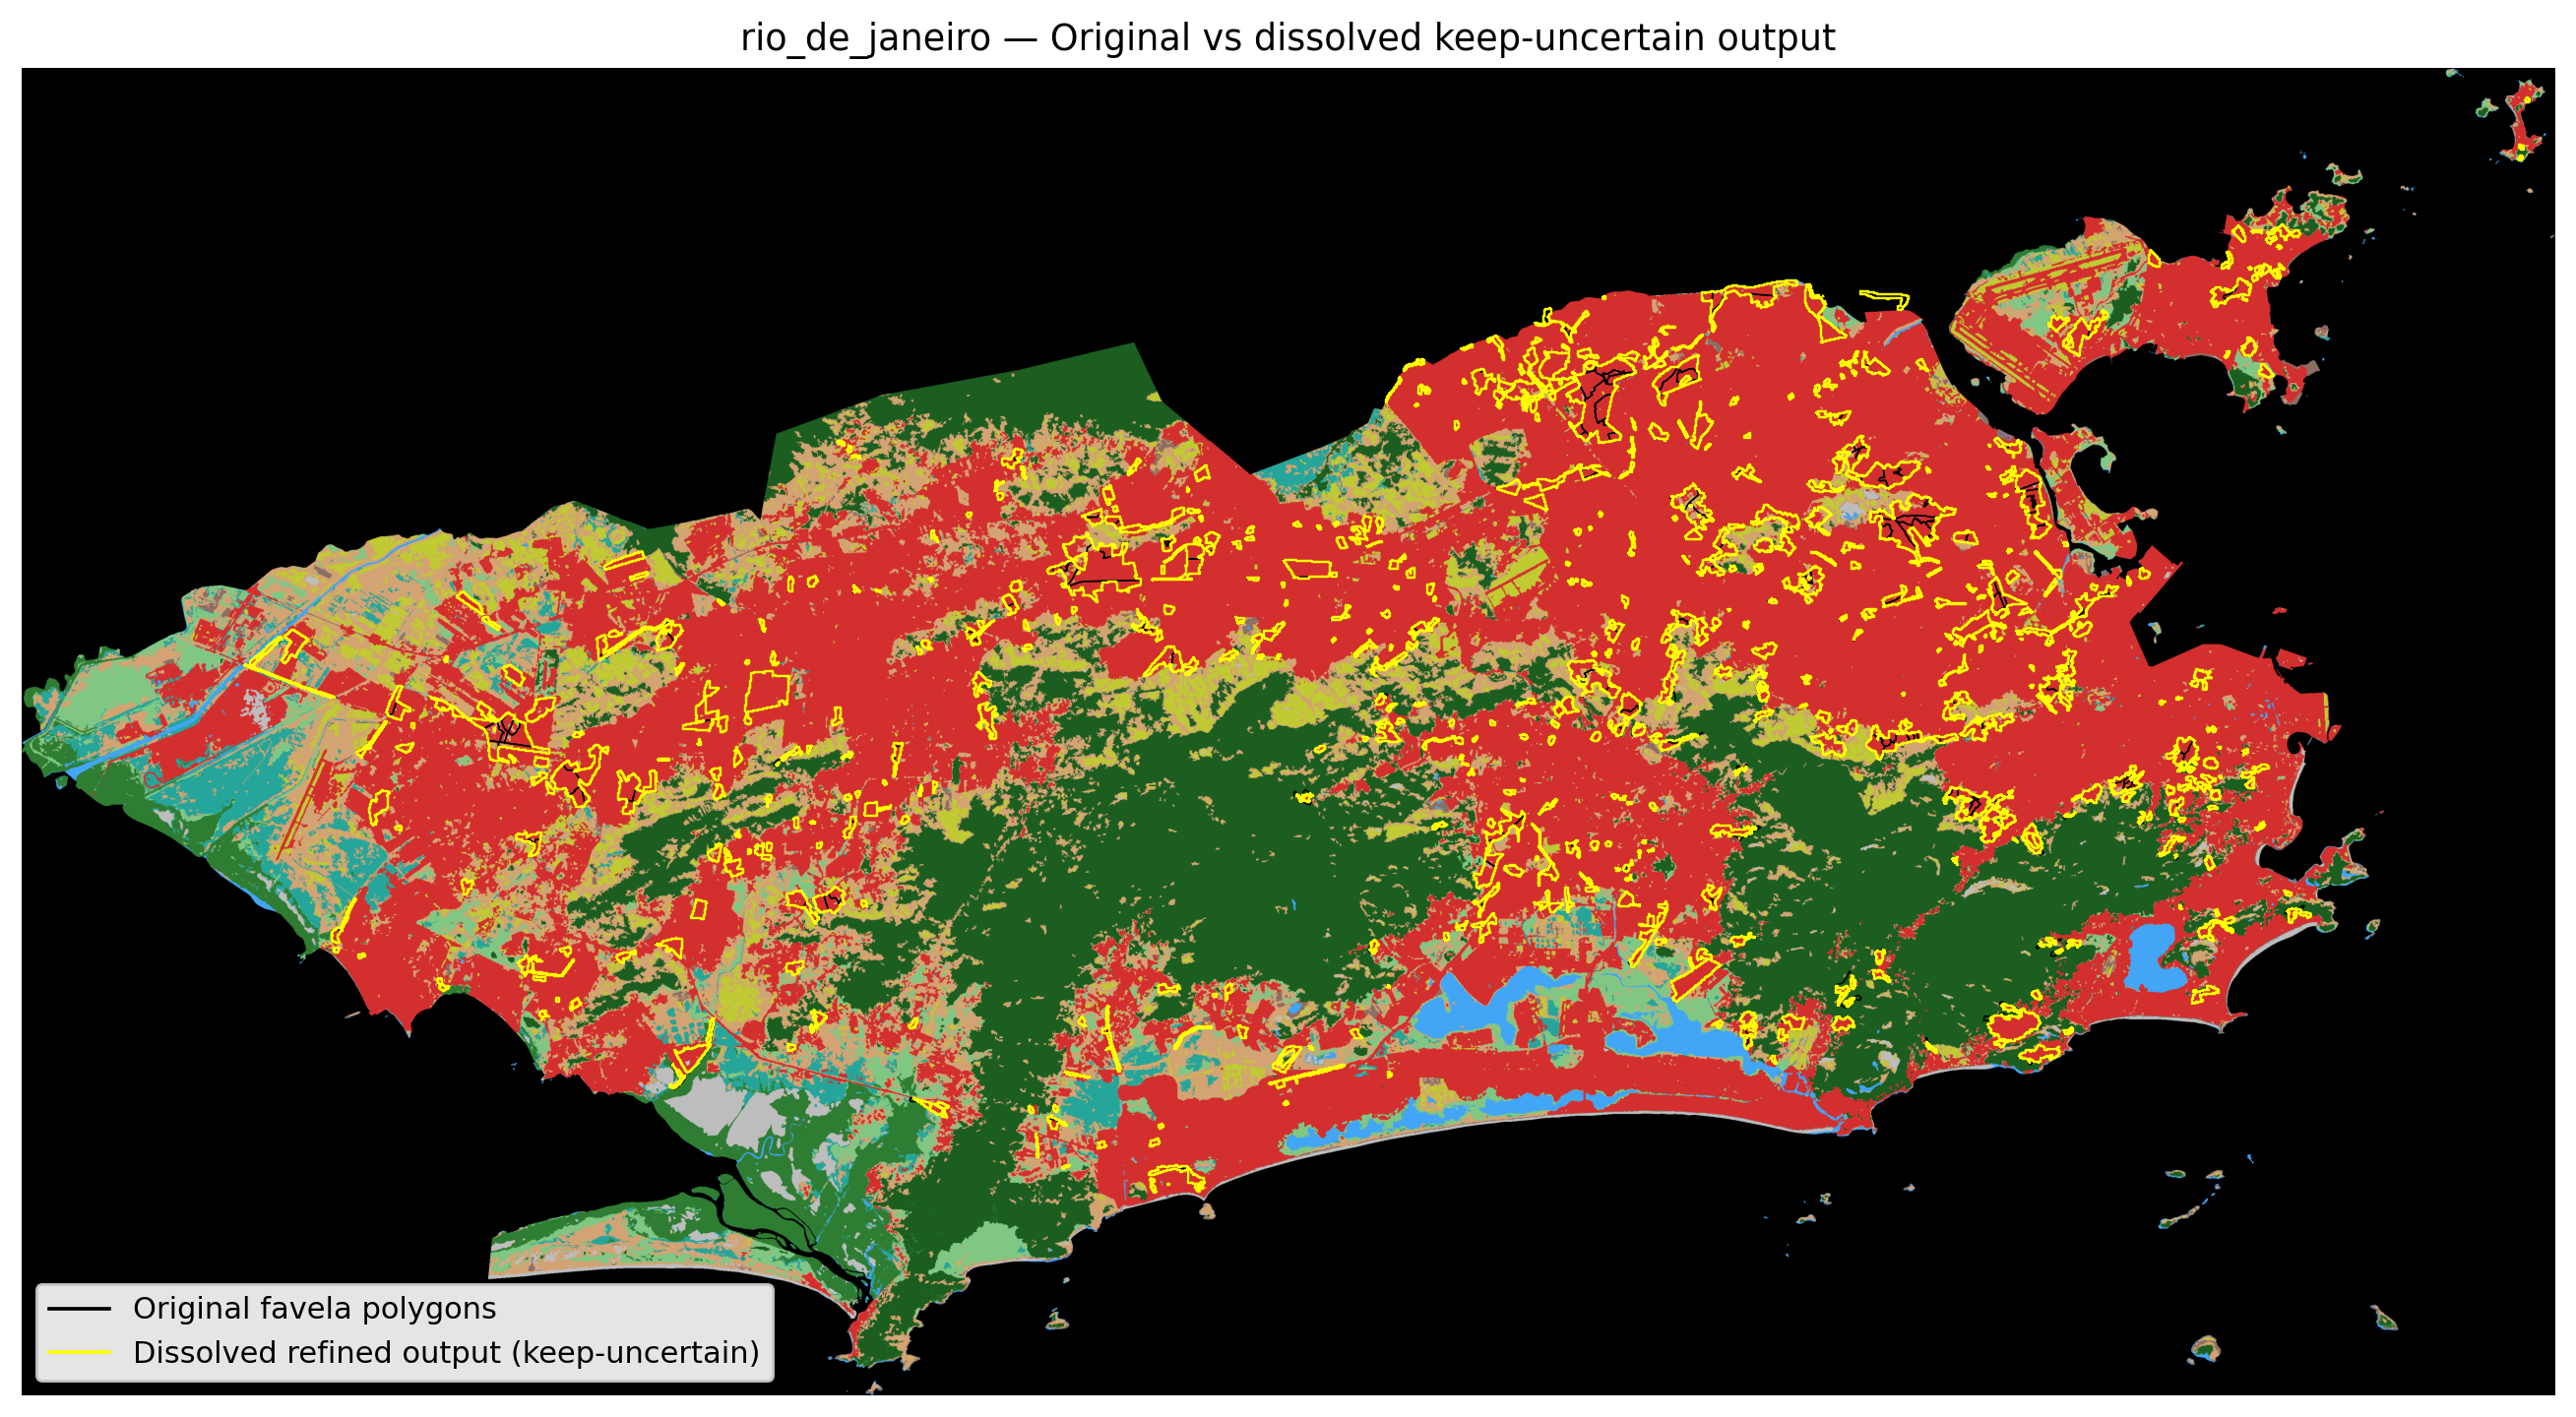 rio_de_janeiro — Original vs dissolved keep-uncertain output
Original favela polygons
Dissolved refined output (keep-uncertain)